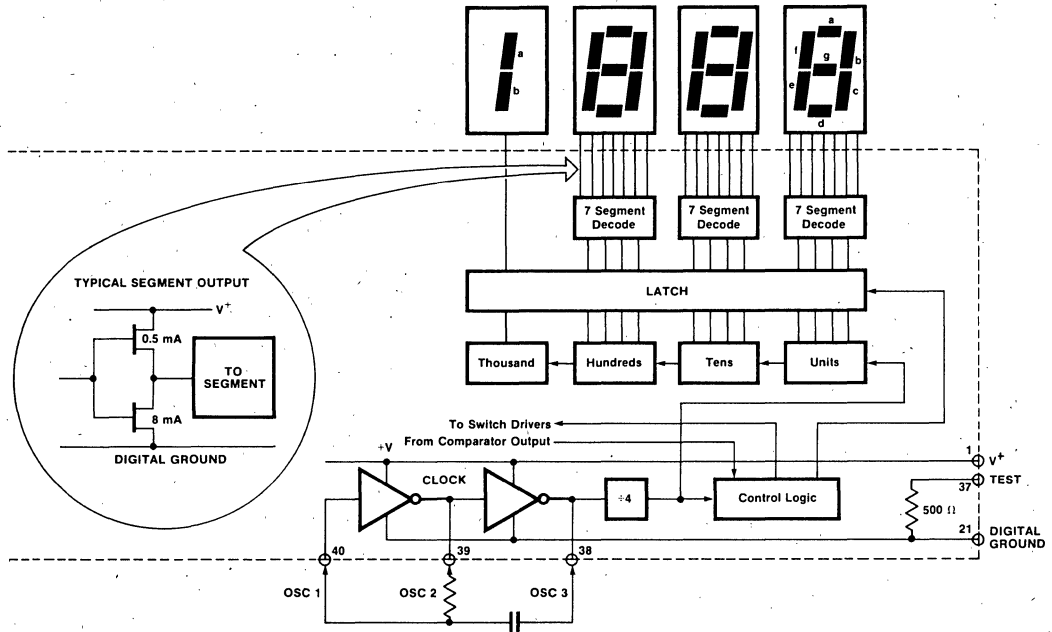 a
b
a
f
g
b
e
c
d
7 Segment
Decode
7 Segment
Decode
7 Segment
Decode
TYPICAL SEGMENT OUTPUT
V+
0.5 mA
TO
SEGMENT
8 mA
DIGITAL GROUND
LATCH
Thousand
Hundreds
Tens
Units
To Switch Drivers
From Comparator Output
+V
CLOCK
÷4
Control Logic
1
V+
37
TEST
500 Ω
21
DIGITAL
GROUND
40
39
38
OSC 1
OSC 2
OSC 3